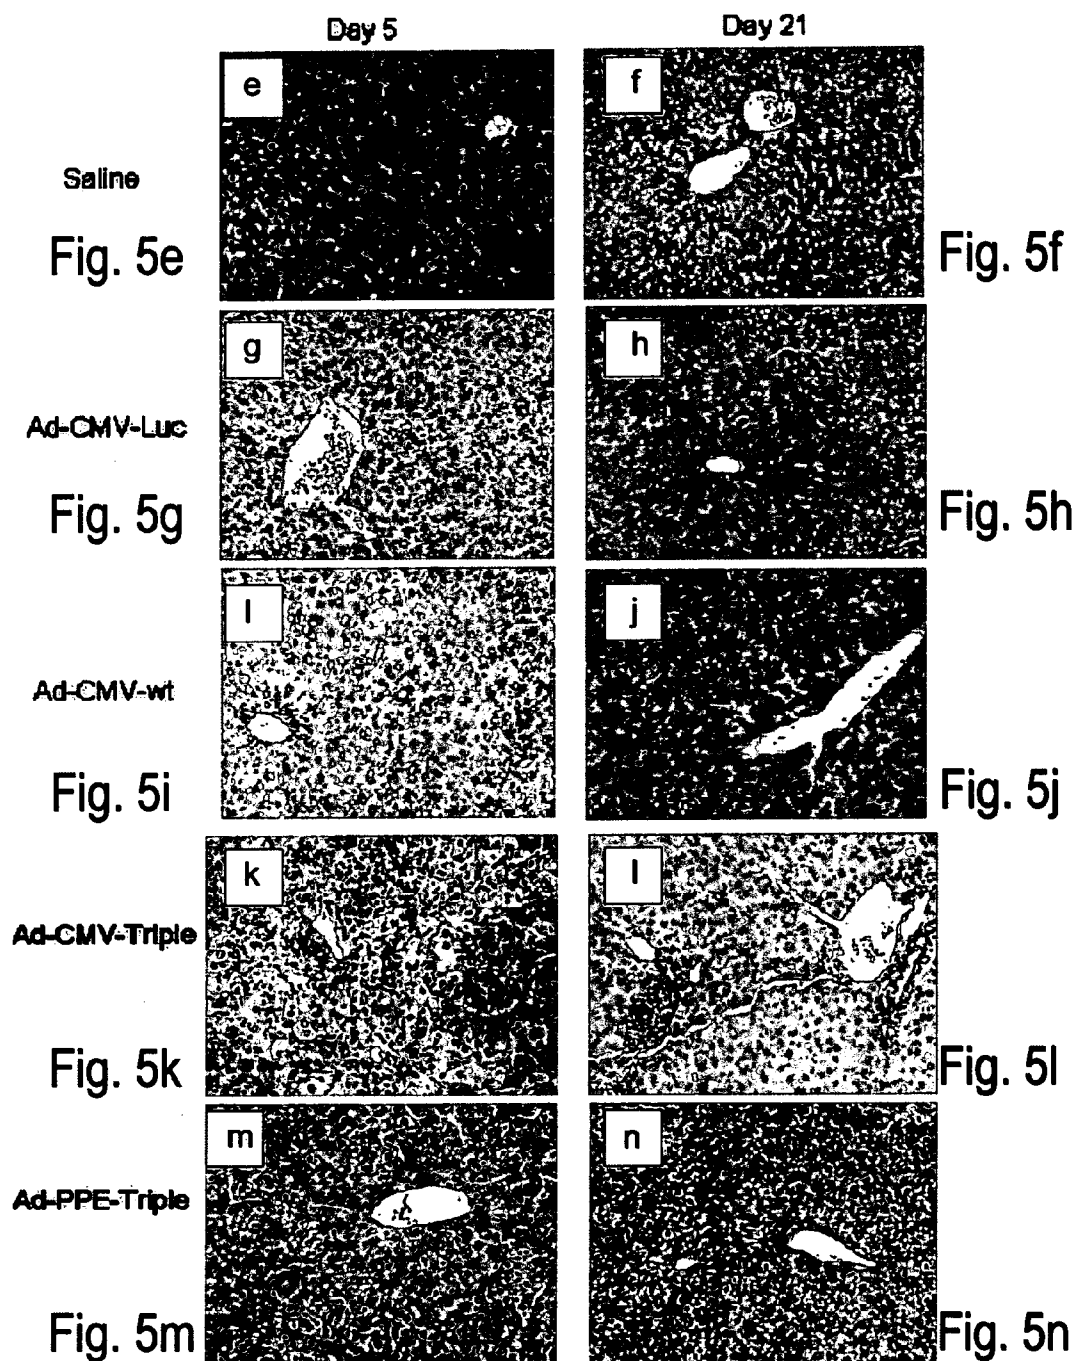 Day 5
Day 21
e
f
Saline
Fig. 5e
Fig. 5f
g
h
Ad-CMV-Luc
Fig. 5g
Fig. 5h
I
j
Ad-CMV-wt
Fig. 5i
Fig. 5j
k
l
Ad-CMV-Triple
Fig. 5k
Fig. 5l
m
n
Ad-PPE-Triple
Fig. 5m
Fig. 5n